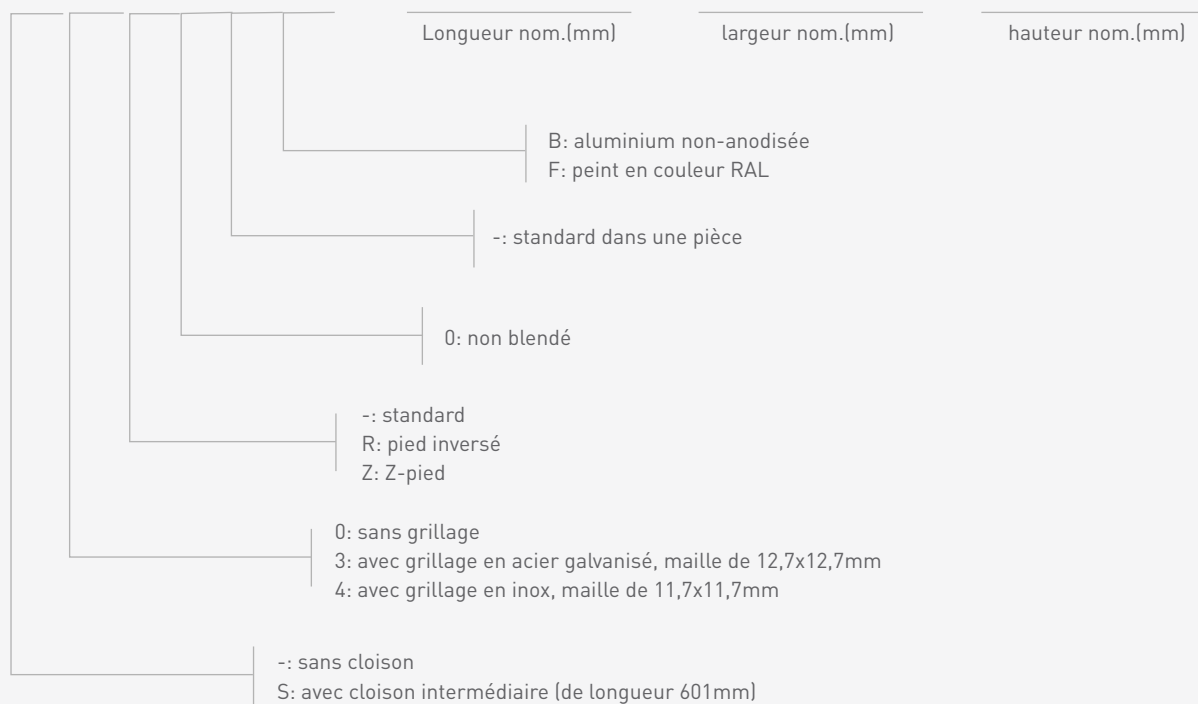 Longueur nom.(mm) largeur nom.(mm) hauteur nom.(mm)
B: aluminium non-anodisée
F: peint en couleur RAL
-: standard dans une pièce
0: non blendé
-: standard
R: pied inversé
Z: Z-pied
0: sans grillage
3: avec grillage en acier galvanisé, maille de 12,7x12,7mm
4: avec grillage en inox, maille de 11,7x11,7mm
-: sans cloison
S: avec cloison intermédiaire (de longueur 601mm)